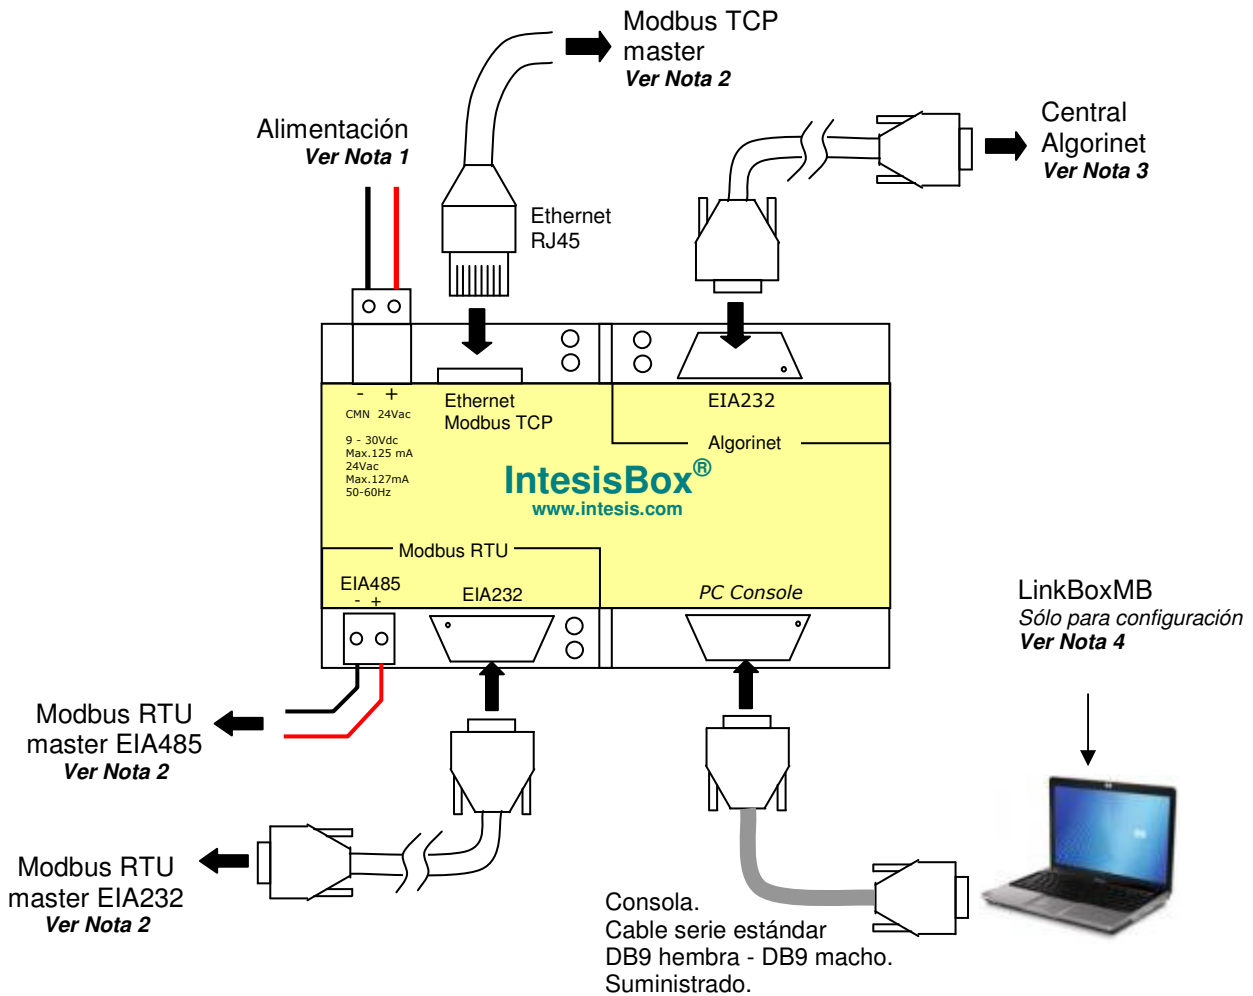 Modbus TCP
master
Ver Nota 2
Alimentación
Ver Nota 1
Central
Algorinet
Ver Nota 3
Ethernet
RJ45
- +
CMN 24Vac
9 - 30Vdc
Max.125 mA
24Vac
Max.127mA
50-60Hz
Ethernet
Modbus TCP
EIA232
Algorinet
IntesisBox®
www.intesis.com
Modbus RTU
EIA485
- +
EIA232
PC Console
LinkBoxMB
Sólo para configuración
Ver Nota 4
Modbus RTU
master EIA485
Ver Nota 2
Modbus RTU
master EIA232
Ver Nota 2
Consola.
Cable serie estándar
DB9 hembra - DB9 macho.
Suministrado.